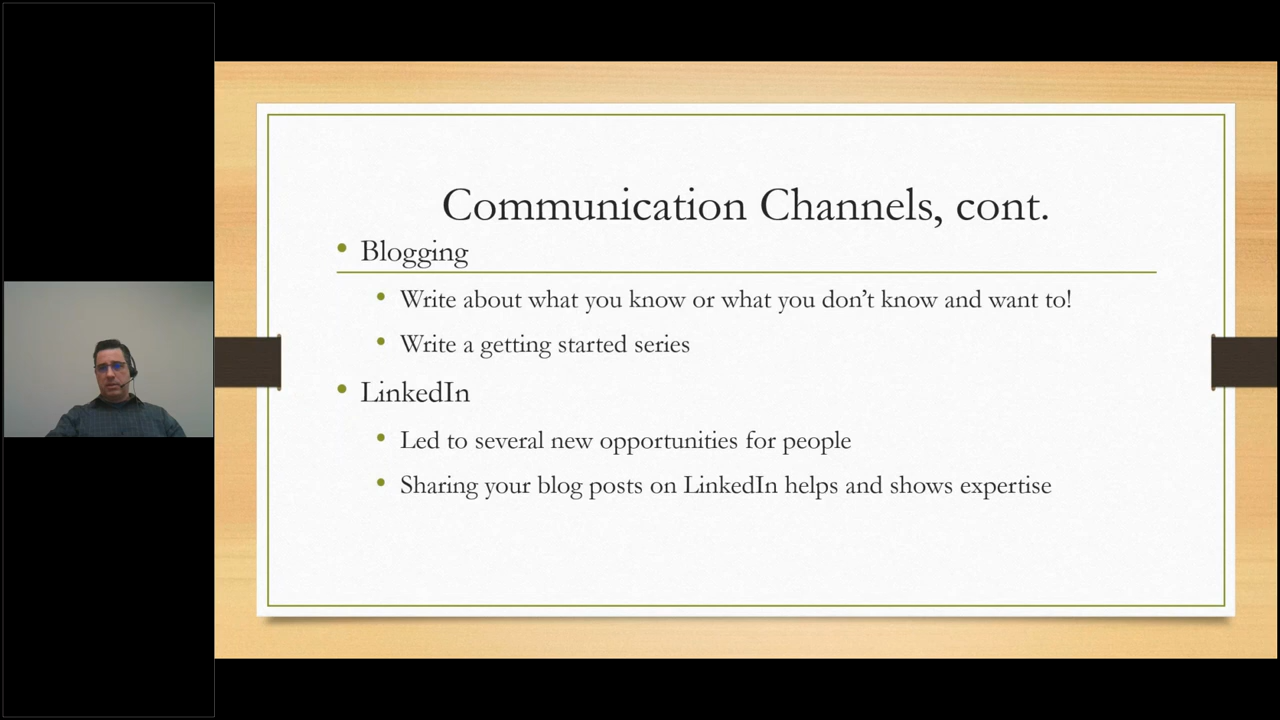 Communication Channels, cont.
Blogging
Write about what you know or what you don’t know and want to!
Write a getting started series
LinkedIn
Led to several new opportunities for people
Sharing your blog posts on LinkedIn helps and shows expertise